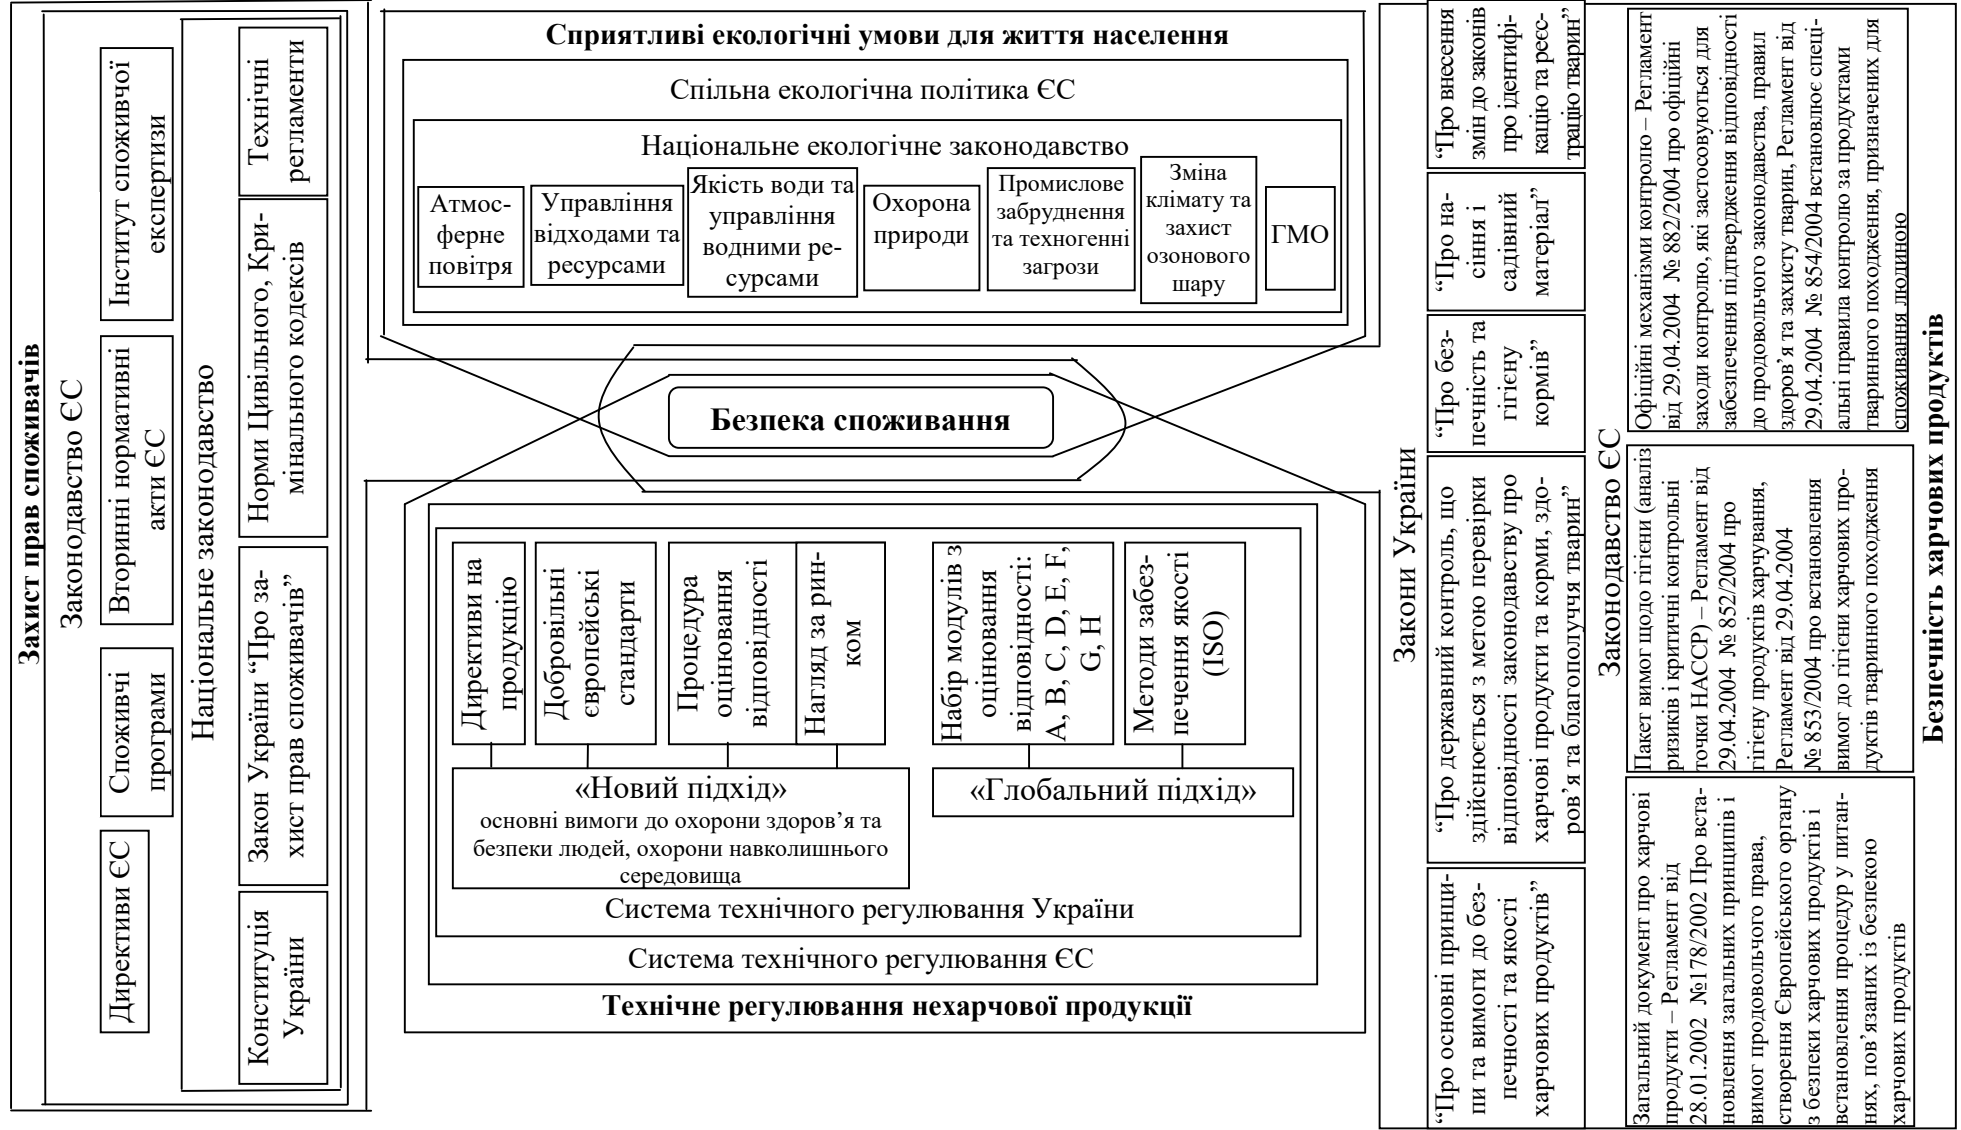 Захист прав споживачів
Законодавство ЄС
Директиви ЄС
Споживчі
програми
Вторинні нормативні
акти ЄС
Інститут споживчої
експертизи
Національне законодавство
Конституція
України
Закон України “Про за-
хист прав споживачів”
Норми Цивільного, Кри-
мінального кодексів
Технічні
регламенти
Сприятливі екологічні умови для життя населення
Спільна екологічна політика ЄС
Національне екологічне законодавство
Атмос-
ферне
повітря
Управління
відходами та
ресурсами
Якість води та
управління
водними ре-
сурсами
Охорона
природи
Промислове
забруднення
та техногенні
загрози
Зміна
клімату та
захист
озонового
шару
ГМО
Безпека споживання
Директиви на
продукцію
Добровільні
європейські
стандарти
Процедура
оцінювання
відповідності
Нагляд за рин-
ком
Набір модулів з
оцінювання
відповідності:
A, B, C, D, E, F,
G, H
Методи забез-
печення якості
(ISO)
«Новий підхід»
основні вимоги до охорони здоров’я та
безпеки людей, охорони навколишнього
середовища
«Глобальний підхід»
Система технічного регулювання України
Система технічного регулювання ЄС
Технічне регулювання нехарчової продукції
Закони України
“Про основні принци-
пи та вимоги до без-
печності та якості
харчових продуктів”
“Про державний контроль, що
здійснюється з метою перевірки
відповідності законодавству про
харчові продукти та корми, здо-
ров’я та благополуччя тварин”
“Про без-
печність та
гігієну
кормів”
“Про на-
сіння і
садівний
матеріал”
“Про внесення
змін до законів
про ідентифі-
кацію та реєс-
трацію тварин”
Законодавство ЄС
Загальний документ про харчові
продукти – Регламент від
28.01.2002 №178/2002 Про вста-
новлення загальних принципів і
вимог продовольчого права,
створення Європейського органу
з безпеки харчових продуктів і
встановлення процедур у питан-
нях, пов’язаних із безпекою
харчових продуктів
Пакет вимог щодо гігієни (аналіз
ризиків і критичні контрольні
точки НАССР) – Регламент від
29.04.2004 № 852/2004 про
гігієну продуктів харчування,
Регламент від 29.04.2004
№ 853/2004 про встановлення
вимог до гігієни харчових про-
дуктів тваринного походження
Офіційні механізми контролю – Регламент
від 29.04.2004 № 882/2004 про офіційні
заходи контролю, які застосовуються для
забезпечення підтвердження відповідності
до продовольчого законодавства, правил
здоров’я та захисту тварин, Регламент від
29.04.2004 № 854/2004 встановлює спеці-
альні правила контролю за продуктами
тваринного походження, призначених для
споживання людиною
Безпечність харчових продуктів